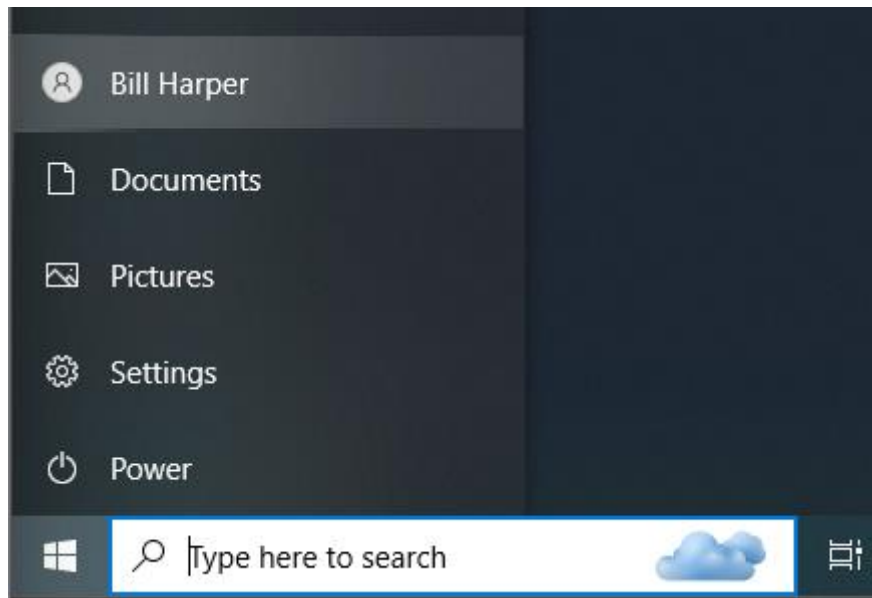 Bill Harper
Documents
Pictures
Settings
Power
Type here to search